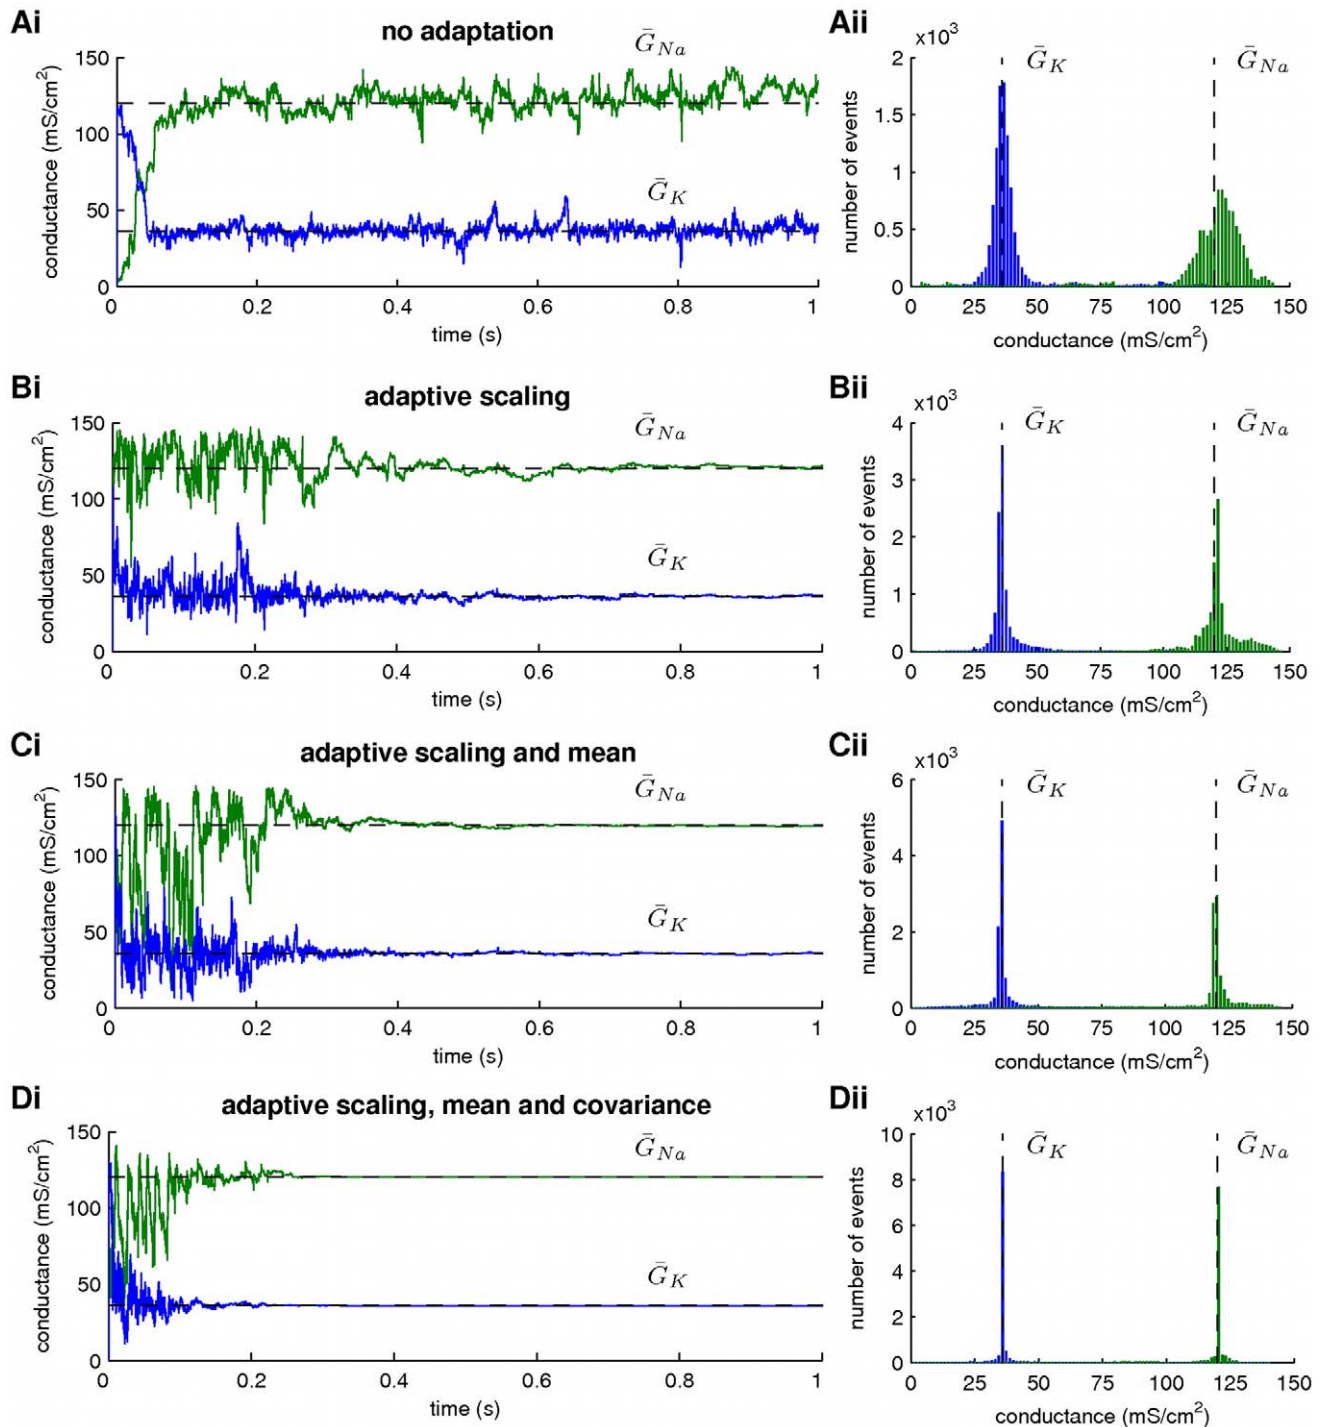 Ai
no adaptation
Ḡ_Na
150
100
50
0
conductance (mS/cm²)
Ḡ_K
0 0.2 0.4 0.6 0.8 1
time (s)
Aii
x10³
Ḡ_K Ḡ_Na
2
1.5
1
0.5
0
number of events
0 25 50 75 100 125 150
conductance (mS/cm²)
Bi
adaptive scaling
Ḡ_Na
150
100
50
0
conductance (mS/cm²)
Ḡ_K
0 0.2 0.4 0.6 0.8 1
time (s)
Bii
x10³
Ḡ_K Ḡ_Na
4
3
2
1
0
number of events
0 25 50 75 100 125 150
conductance (mS/cm²)
Ci
adaptive scaling and mean
Ḡ_Na
150
100
50
0
conductance (mS/cm²)
Ḡ_K
0 0.2 0.4 0.6 0.8 1
time (s)
Cii
x10³
Ḡ_K Ḡ_Na
6
4
2
0
number of events
0 25 50 75 100 125 150
conductance (mS/cm²)
Di
adaptive scaling, mean and covariance
Ḡ_Na
150
100
50
0
conductance (mS/cm²)
Ḡ_K
0 0.2 0.4 0.6 0.8 1
time (s)
Dii
x10³
Ḡ_K Ḡ_Na
10
8
6
4
2
0
number of events
0 25 50 75 100 125 150
conductance (mS/cm²)